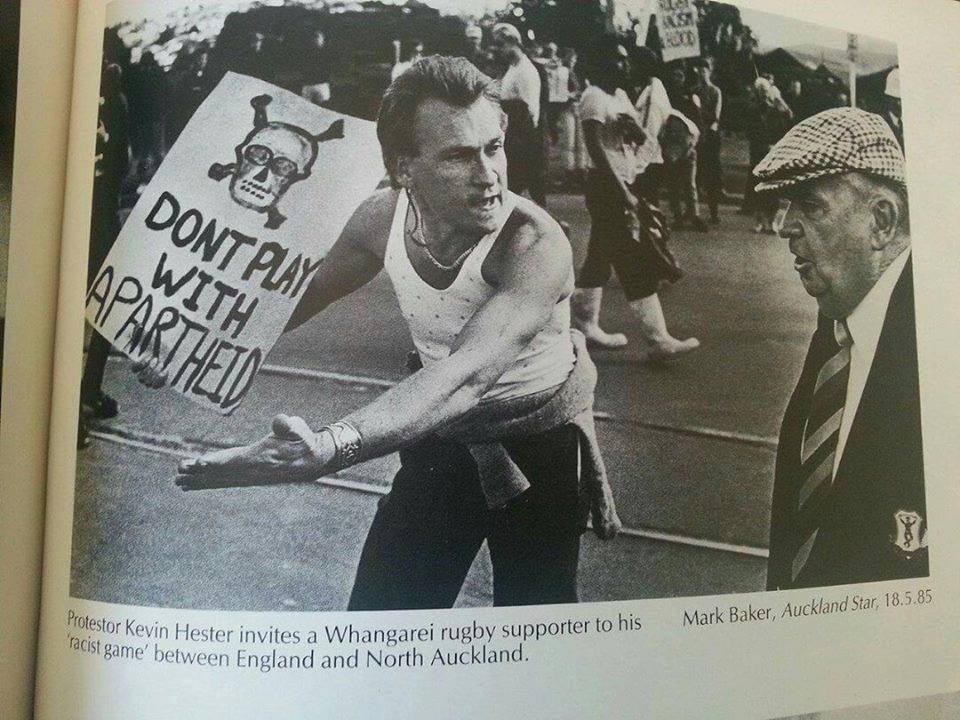 DONT PLAY
WITH
APARTHEID
RACISM
Protestor Kevin Hester invites a Whangarei rugby supporter to his
'racist game' between England and North Auckland.
Mark Baker, Auckland Star, 18.5.85